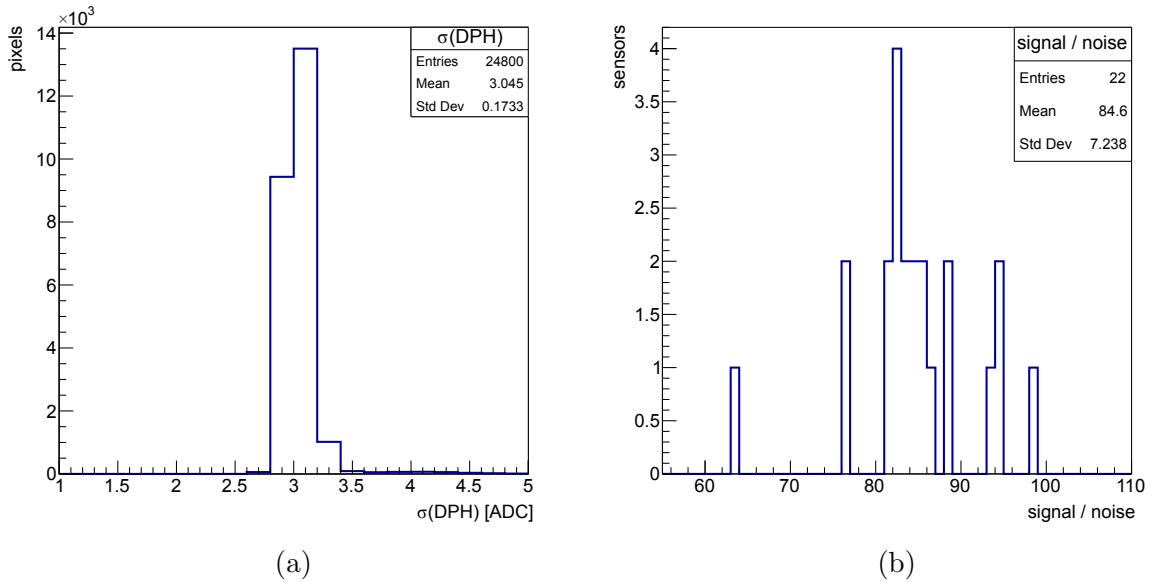 ×10³
pixels
14
12
10
8
6
4
2
0
1 1.5 2 2.5 3 3.5 4 4.5 5
σ(DPH) [ADC]
σ(DPH)
Entries 24800
Mean 3.045
Std Dev 0.1733
(a)
sensors
4
3.5
3
2.5
2
1.5
1
0.5
0
60 70 80 90 100 110
signal / noise
signal / noise
Entries 22
Mean 84.6
Std Dev 7.238
(b)